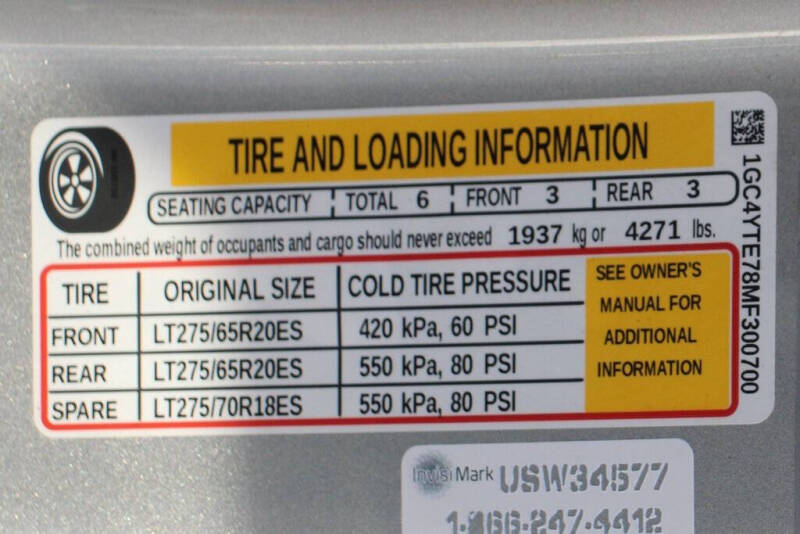 TIRE AND LOADING INFORMATION
SEATING CAPACITY TOTAL 6 FRONT 3 REAR 3
The combined weight of occupants and cargo should never exceed 1937 kg or 4271 lbs.
TIRE ORIGINAL SIZE COLD TIRE PRESSURE
FRONT LT275/65R20ES 420 kPa, 60 PSI
REAR LT275/65R20ES 550 kPa, 80 PSI
SPARE LT275/70R18ES 550 kPa, 80 PSI
SEE OWNER'S
MANUAL FOR
ADDITIONAL
INFORMATION
1GC4YTE78MF300700
InvisiMark USW34577
1-866-247-4412